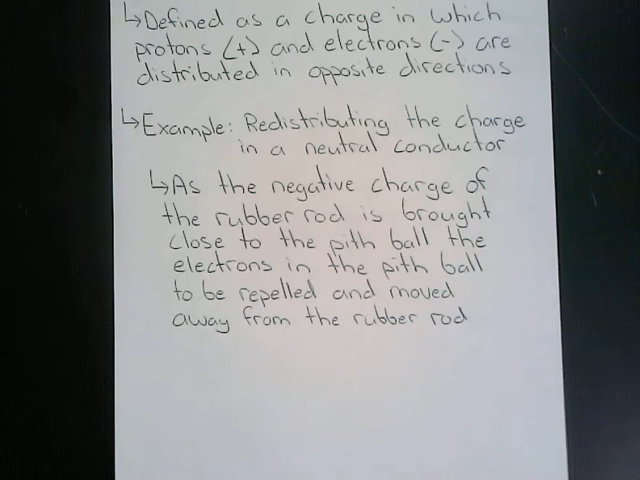 ↳Defined as a charge in which
protons (+) and electrons (-) are
distributed in opposite directions
↳Example: Redistributing the charge
in a neutral conductor
↳As the negative charge of
the rubber rod is brought
close to the pith ball the
electrons in the pith ball
to be repelled and moved
away from the rubber rod